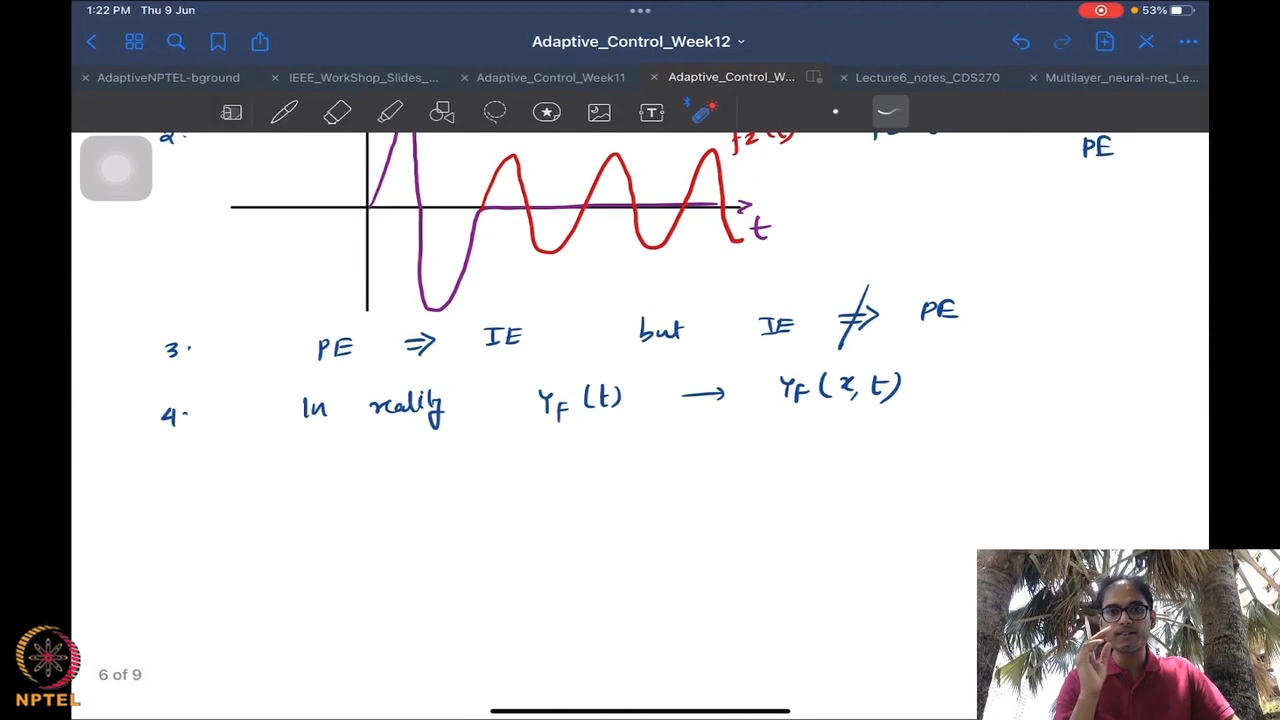 1:22 PM Thu 9 Jun
53%
Adaptive_Control_Week12
AdaptiveNPTEL-bground
IEEE_WorkShop_Slides_...
Adaptive_Control_Week11
Adaptive_Control_W...
Lecture6_notes_CDS270
Multilayer_neural-net_Le...
2.
PE
t
3. PE ⇒ IE but IE ⇏ PE
4. In reality Y_F(t) → Y_F(x, t)
6 of 9
NPTEL